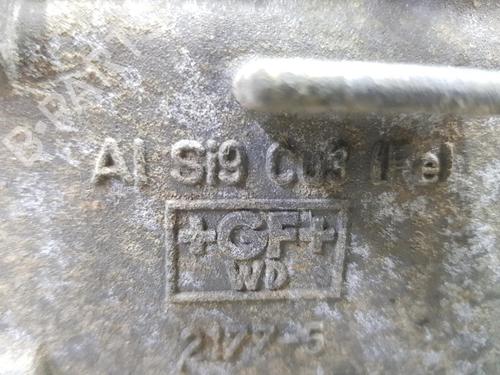 B-PARTS
Al Si9 Cu3 (Fe)
+GF+
WD
2177-5